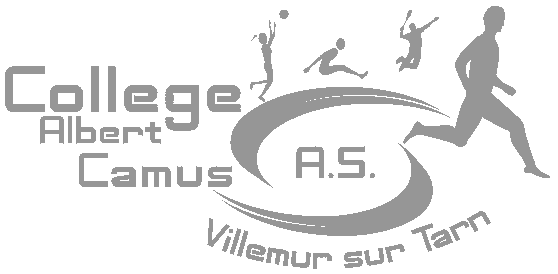 College
Albert
Camus
A.S.
Villemur sur Tarn